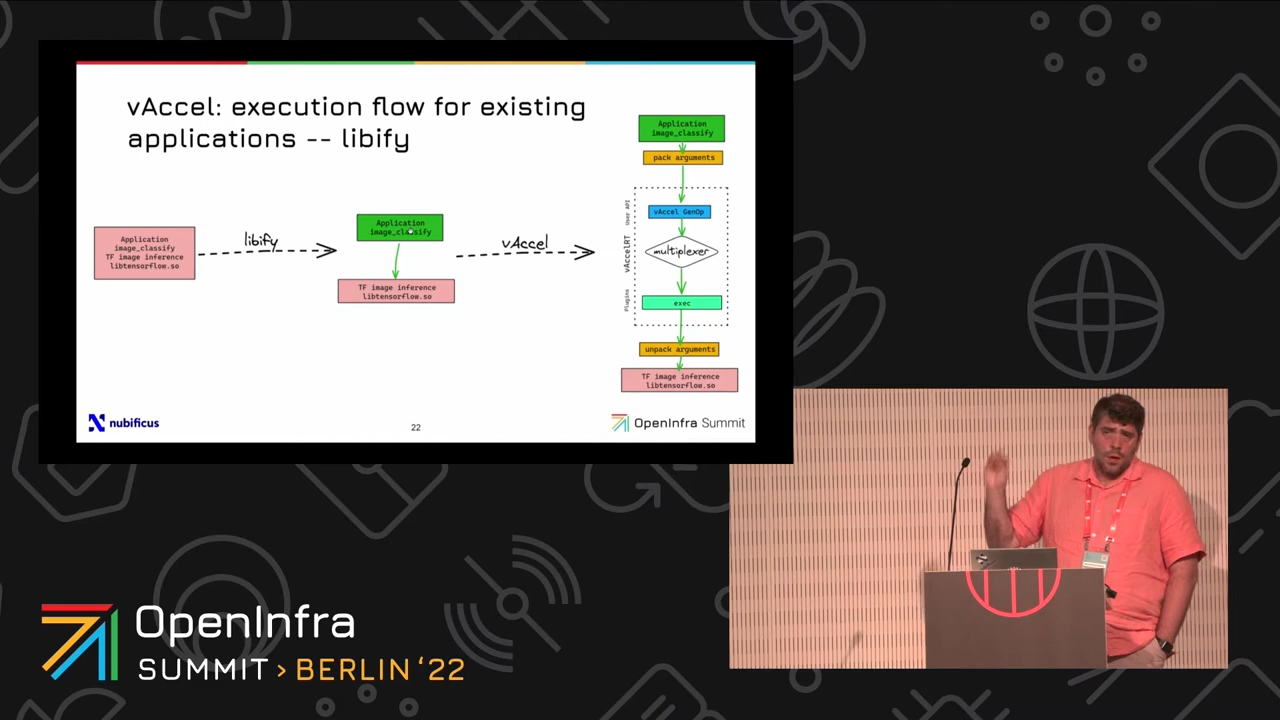 vAccel: execution flow for existing
applications -- libify
Application
image_classify
TF image inference
libtensorflow.so
libify
Application
image_classify
TF image inference
libtensorflow.so
vAccel
Application
image_classify
pack arguments
User API
vAccel GenOp
vAccelRT
multiplexer
Plugins
exec
unpack arguments
TF image inference
libtensorflow.so
nubificus
22
OpenInfra Summit
OpenInfra
SUMMIT > BERLIN ‘22